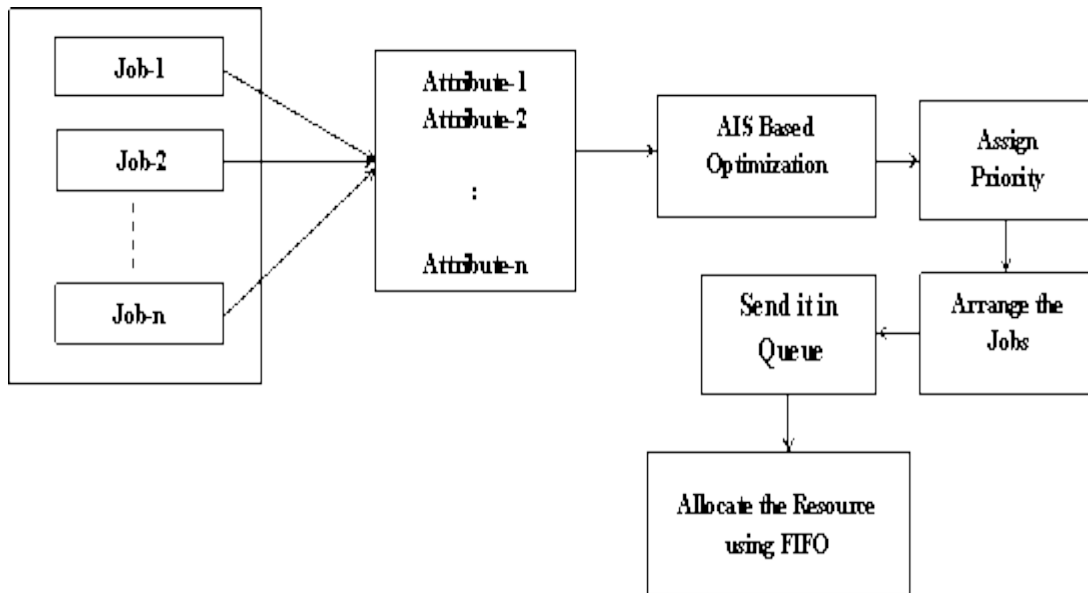 Job-1
Job-2
Job-n
Attribute-1
Attribute-2
:
Attribute-n
AIS Based
Optimization
Assign
Priority
Arrange the
Jobs
Send it in
Queue
Allocate the Resource
using FIFO